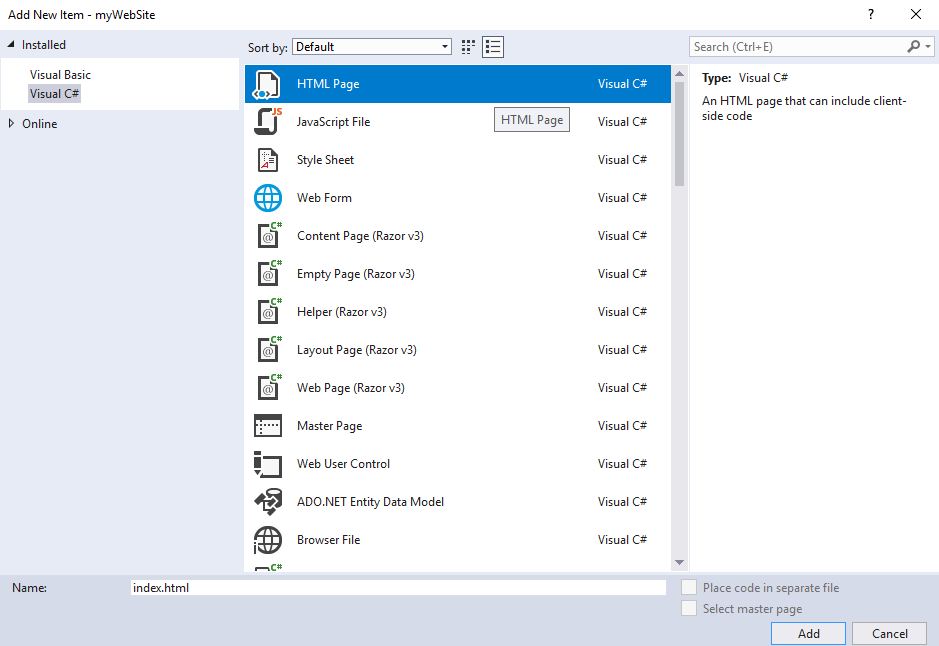 Add New Item - myWebSite
?
Installed
Visual Basic
Visual C#
Online
Sort by: Default
Search (Ctrl+E)
HTML Page Visual C#
JS
JavaScript File Visual C#
HTML Page
Style Sheet Visual C#
Web Form Visual C#
C# @
Content Page (Razor v3) Visual C#
C# @
Empty Page (Razor v3) Visual C#
C# @
Helper (Razor v3) Visual C#
C# @
Layout Page (Razor v3) Visual C#
C# @
Web Page (Razor v3) Visual C#
Master Page Visual C#
Web User Control Visual C#
ADO.NET Entity Data Model Visual C#
Browser File Visual C#
C#
Type: Visual C#
An HTML page that can include client-
side code
Name: index.html
Place code in separate file
Select master page
Add Cancel